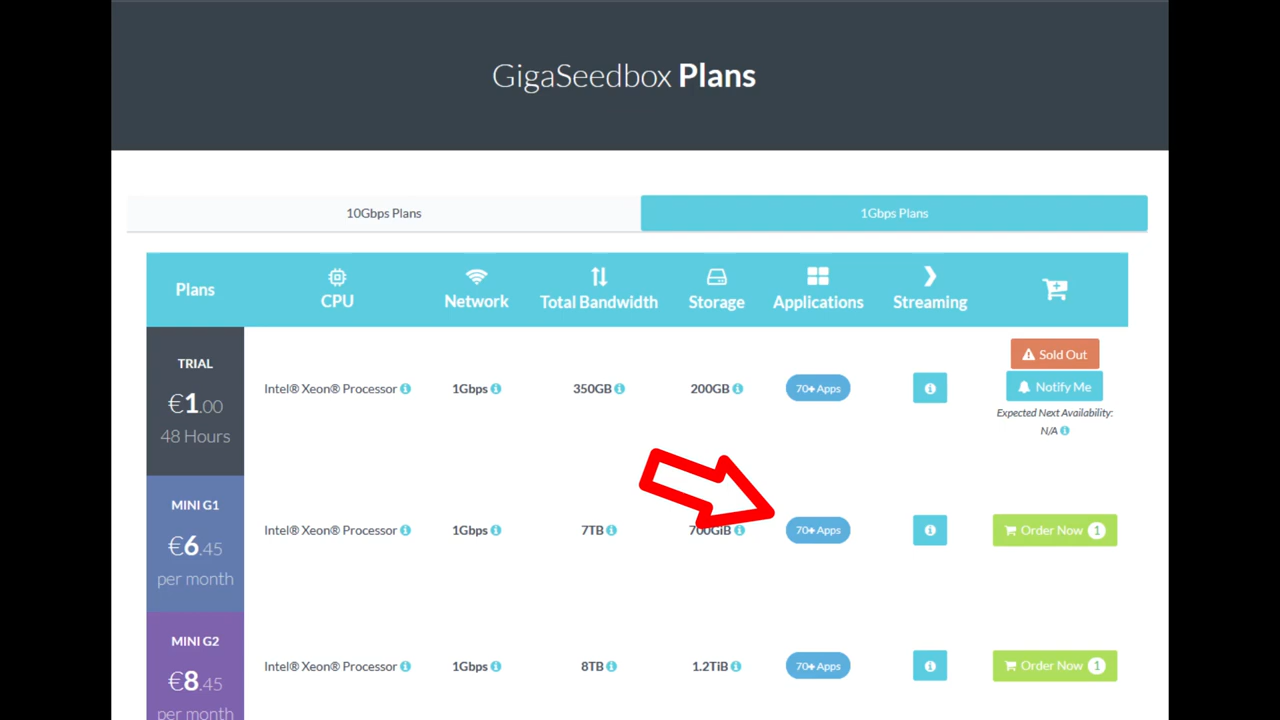 GigaSeedbox Plans
10Gbps Plans 1Gbps Plans
Plans CPU Network Total Bandwidth Storage Applications Streaming
TRIAL
€1.00
48 Hours
Intel® Xeon® Processor 1Gbps 350GB 200GB 70+ Apps
Sold Out
Notify Me
Expected Next Availability:
N/A
MINI G1
€6.45
per month
Intel® Xeon® Processor 1Gbps 7TB 700GiB 70+ Apps Order Now 1
MINI G2
€8.45
per month
Intel® Xeon® Processor 1Gbps 8TB 1.2TiB 70+ Apps Order Now 1